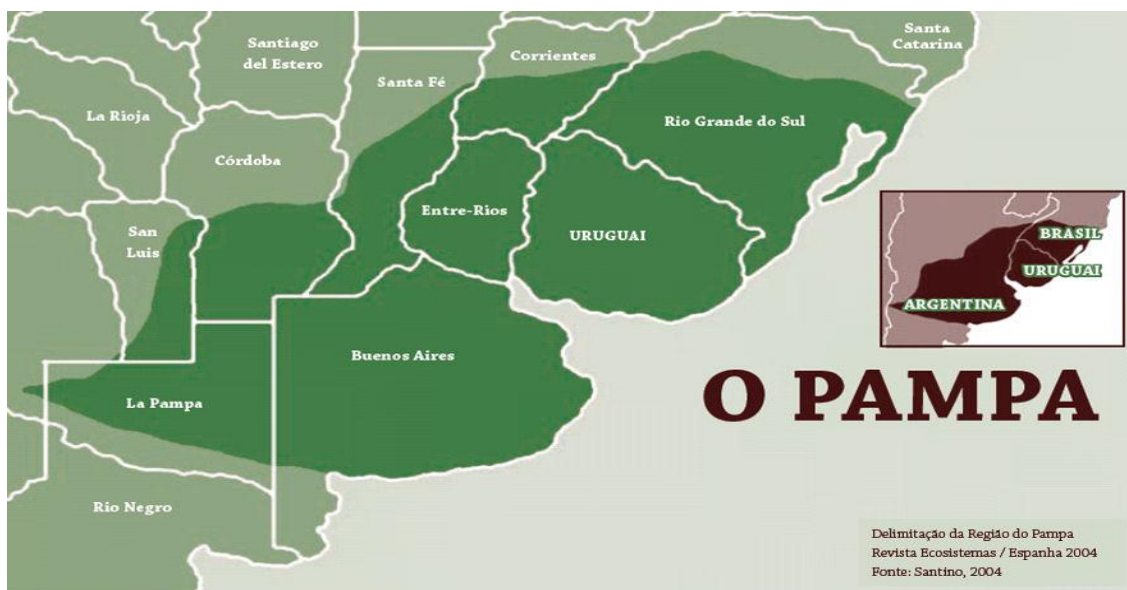 Santa
Catarina
Santiago
del Estero
Corrientes
Santa Fé
La Rioja
Rio Grande do Sul
Córdoba
Entre-Rios
San
Luis
URUGUAI
BRASIL
URUGUAI
ARGENTINA
Buenos Aires
La Pampa
O PAMPA
Rio Negro
Delimitação da Região do Pampa
Revista Ecosistemas / Espanha 2004
Fonte: Santino, 2004